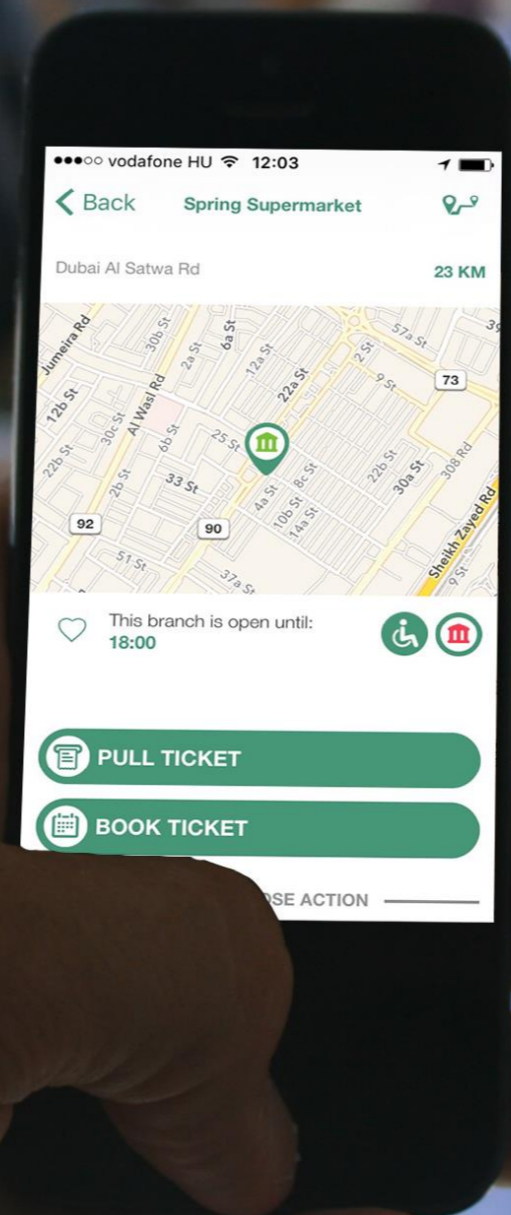 vodafone HU 12:03
Back Spring Supermarket
Dubai Al Satwa Rd 23 KM
Jumeira Rd
30b St
2a St
6a St
12a St
22a St
2 St
57a St
39
9 St
73
12b St
30c St
Al Wasl Rd
6b St
25 St
22b St
2b St
33 St
4a St
8c St
10b St
14a St
22b St
30a St
308 Rd
92
90
Sheikh Zayed Rd
51 St
37a St
9 St
This branch is open until:
18:00
PULL TICKET
BOOK TICKET
OSE ACTION